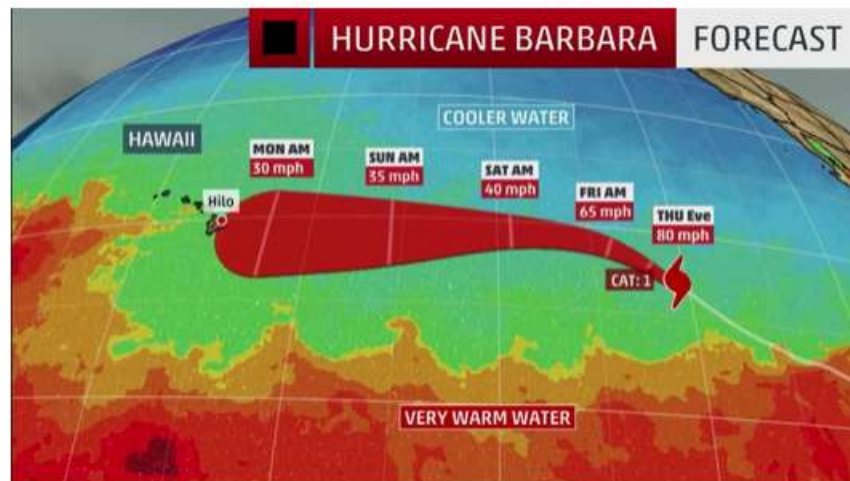 HURRICANE BARBARA
FORECAST
COOLER WATER
HAWAII
MON AM
30 mph
SUN AM
35 mph
SAT AM
40 mph
FRI AM
65 mph
THU Eve
80 mph
Hilo
CAT: 1
VERY WARM WATER